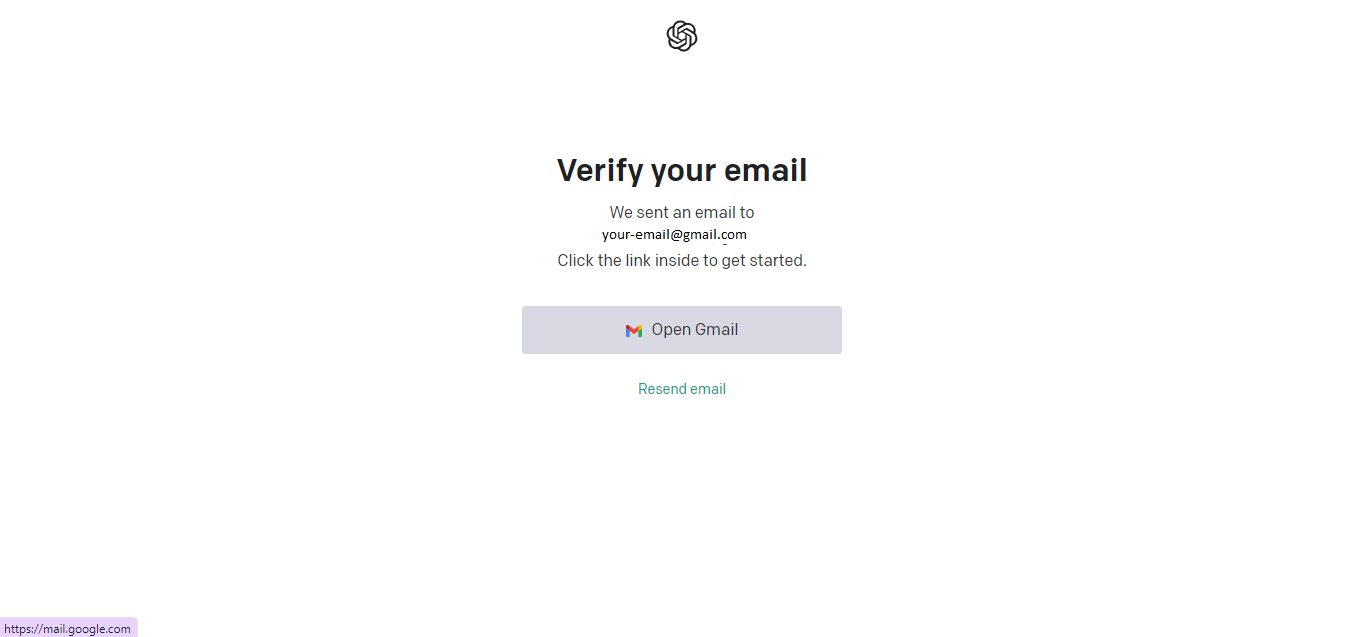 Verify your email
We sent an email to
your-email@gmail.com
Click the link inside to get started.
Open Gmail
Resend email
https://mail.google.com